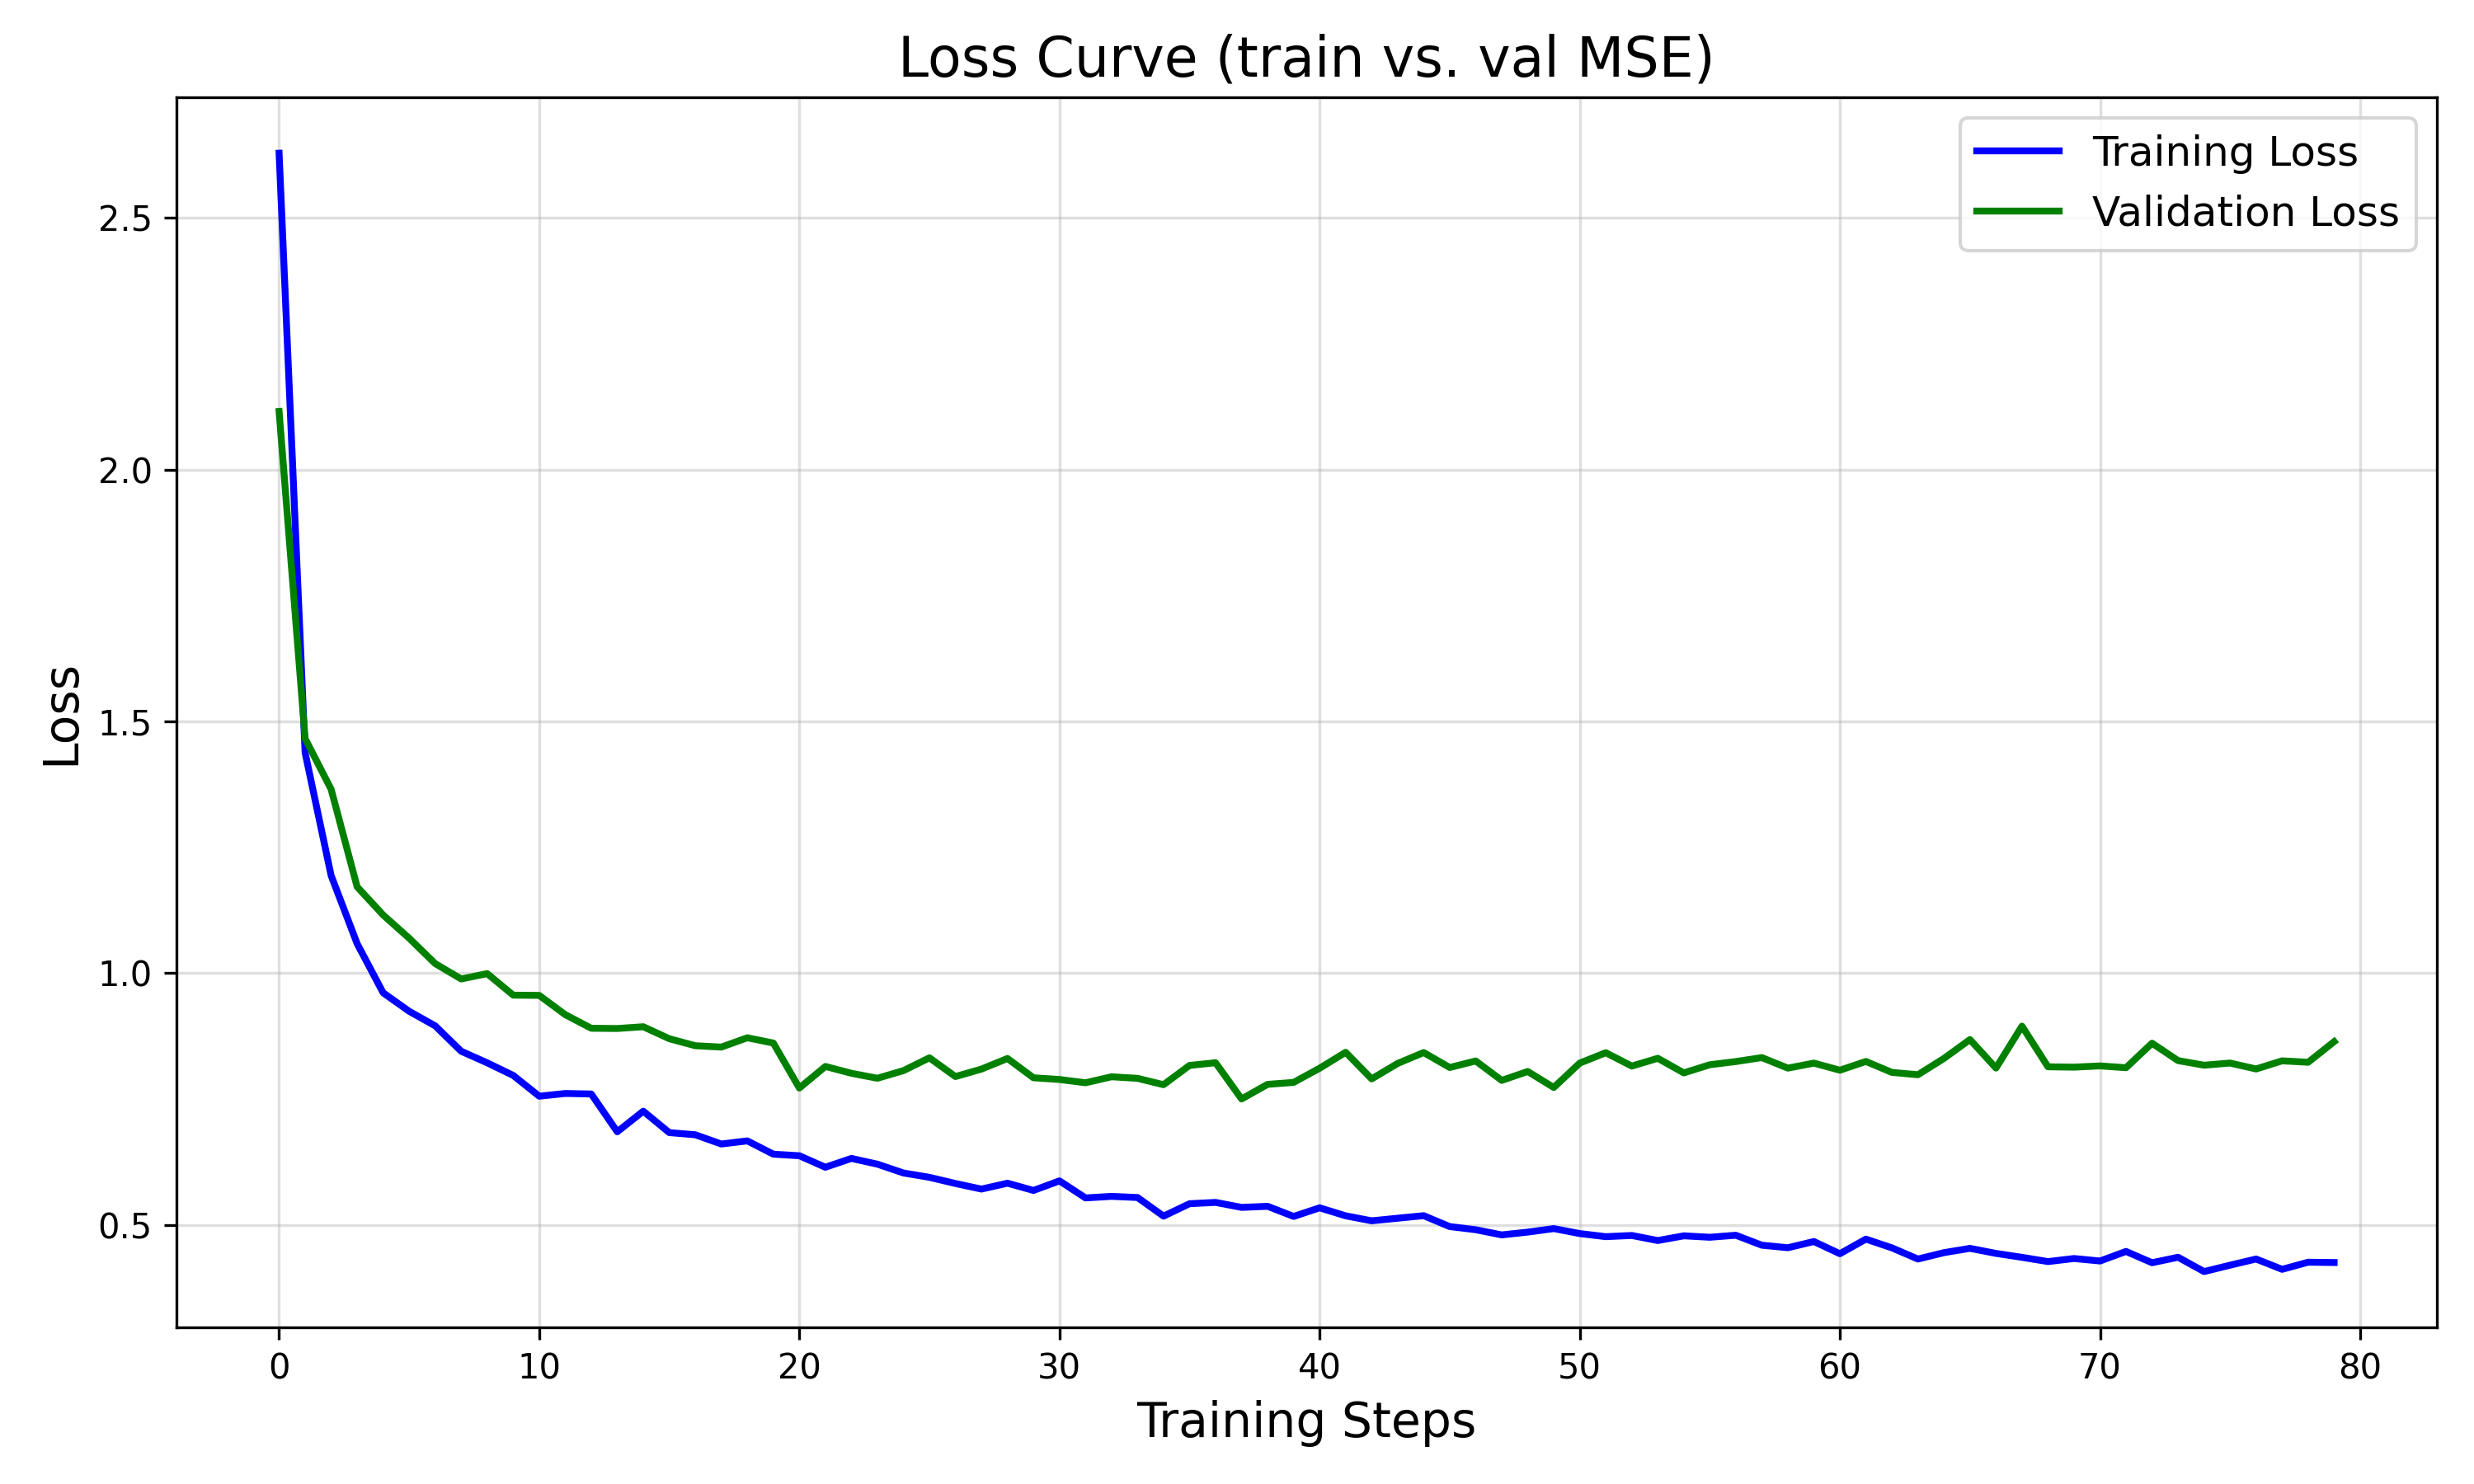 Loss Curve (train vs. val MSE)
Training Loss
Validation Loss
2.5
2.0
1.5
1.0
0.5
Loss
0 10 20 30 40 50 60 70 80
Training Steps